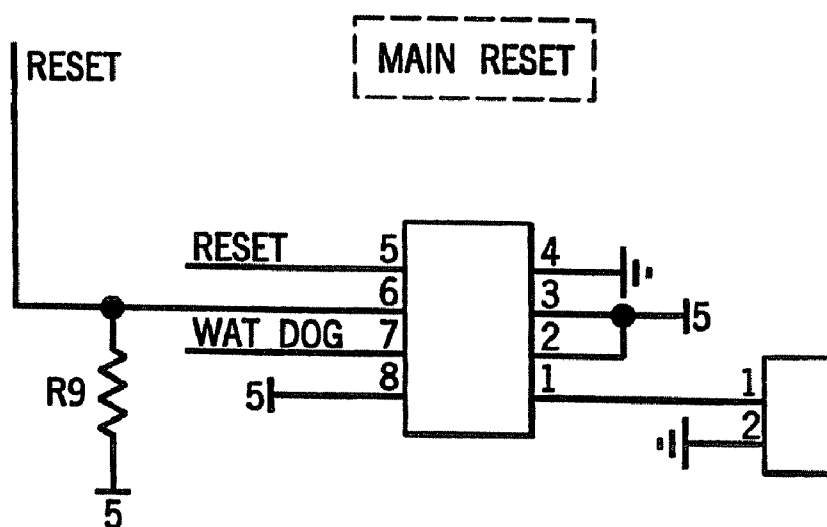 MAIN RESET
RESET
RESET 5 4
6 3
5
WAT DOG 7 2
R9
5
8 1
1
2
5